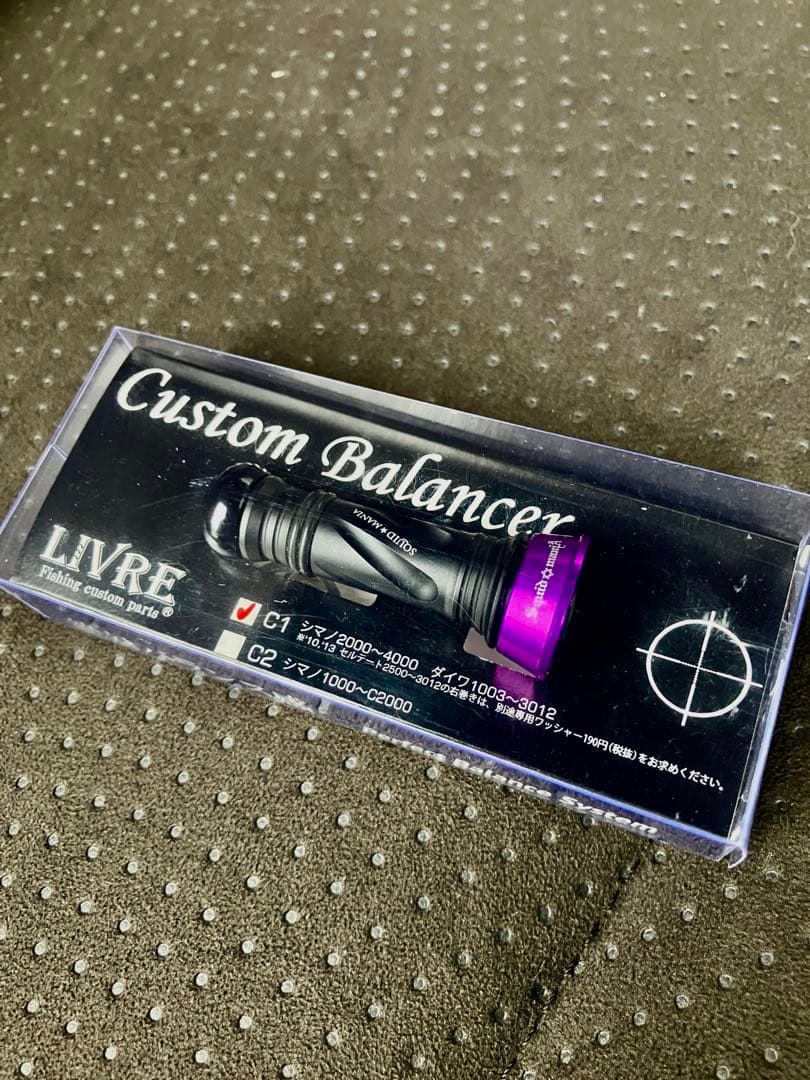 Custom Balancer
SQUID★MANIA
Squid☆mania
LIVRE
Fishing custom parts®
✓ C1 シマノ2000〜4000 ダイワ1003〜3012
※'10,'13 セルテート2500〜3012の右巻きは、別途専用ワッシャー190円(税抜)をお求めください。
C2 シマノ1000〜C2000
Balance System